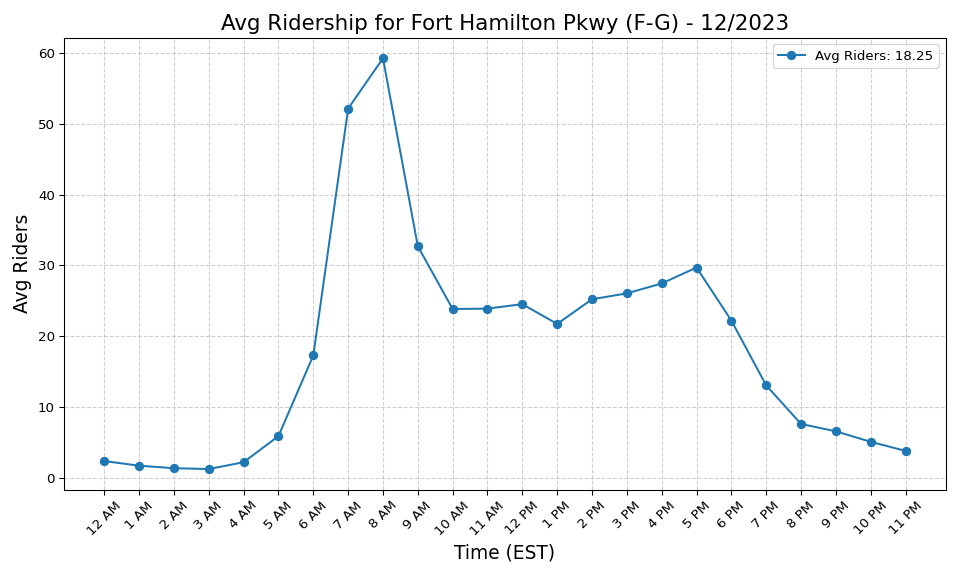 Avg Ridership for Fort Hamilton Pkwy (F-G) - 12/2023
Avg Riders: 18.25
60
50
40
30
20
10
0
Avg Riders
12 AM
1 AM
2 AM
3 AM
4 AM
5 AM
6 AM
7 AM
8 AM
9 AM
10 AM
11 AM
12 PM
1 PM
2 PM
3 PM
4 PM
5 PM
6 PM
7 PM
8 PM
9 PM
10 PM
11 PM
Time (EST)